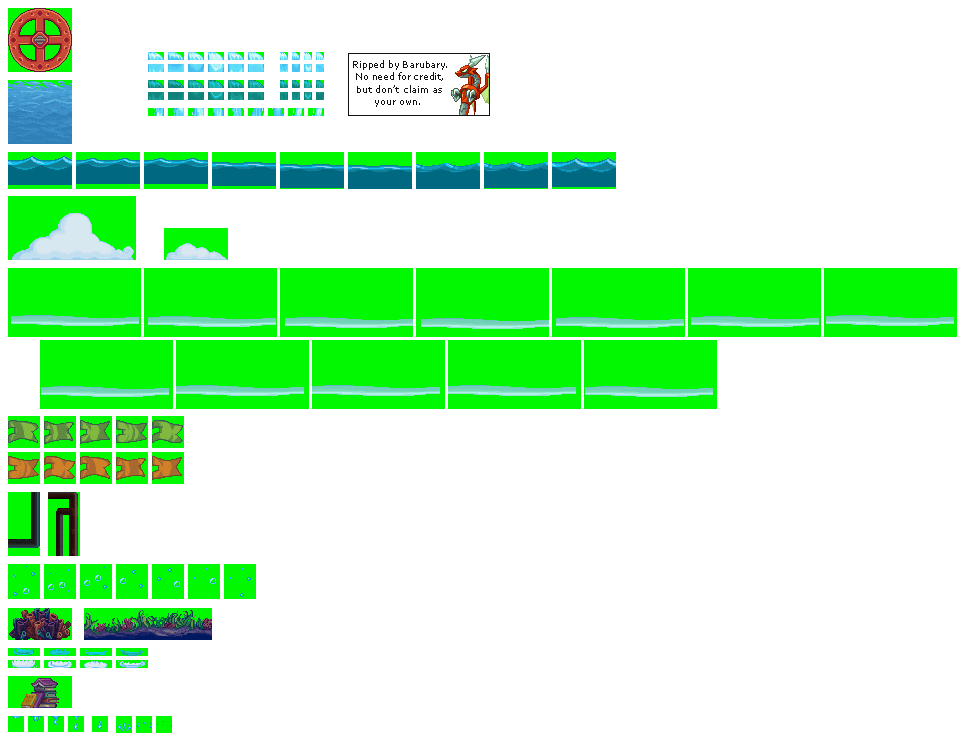 Ripped by Barubary.
No need for credit,
but don't claim as
your own.